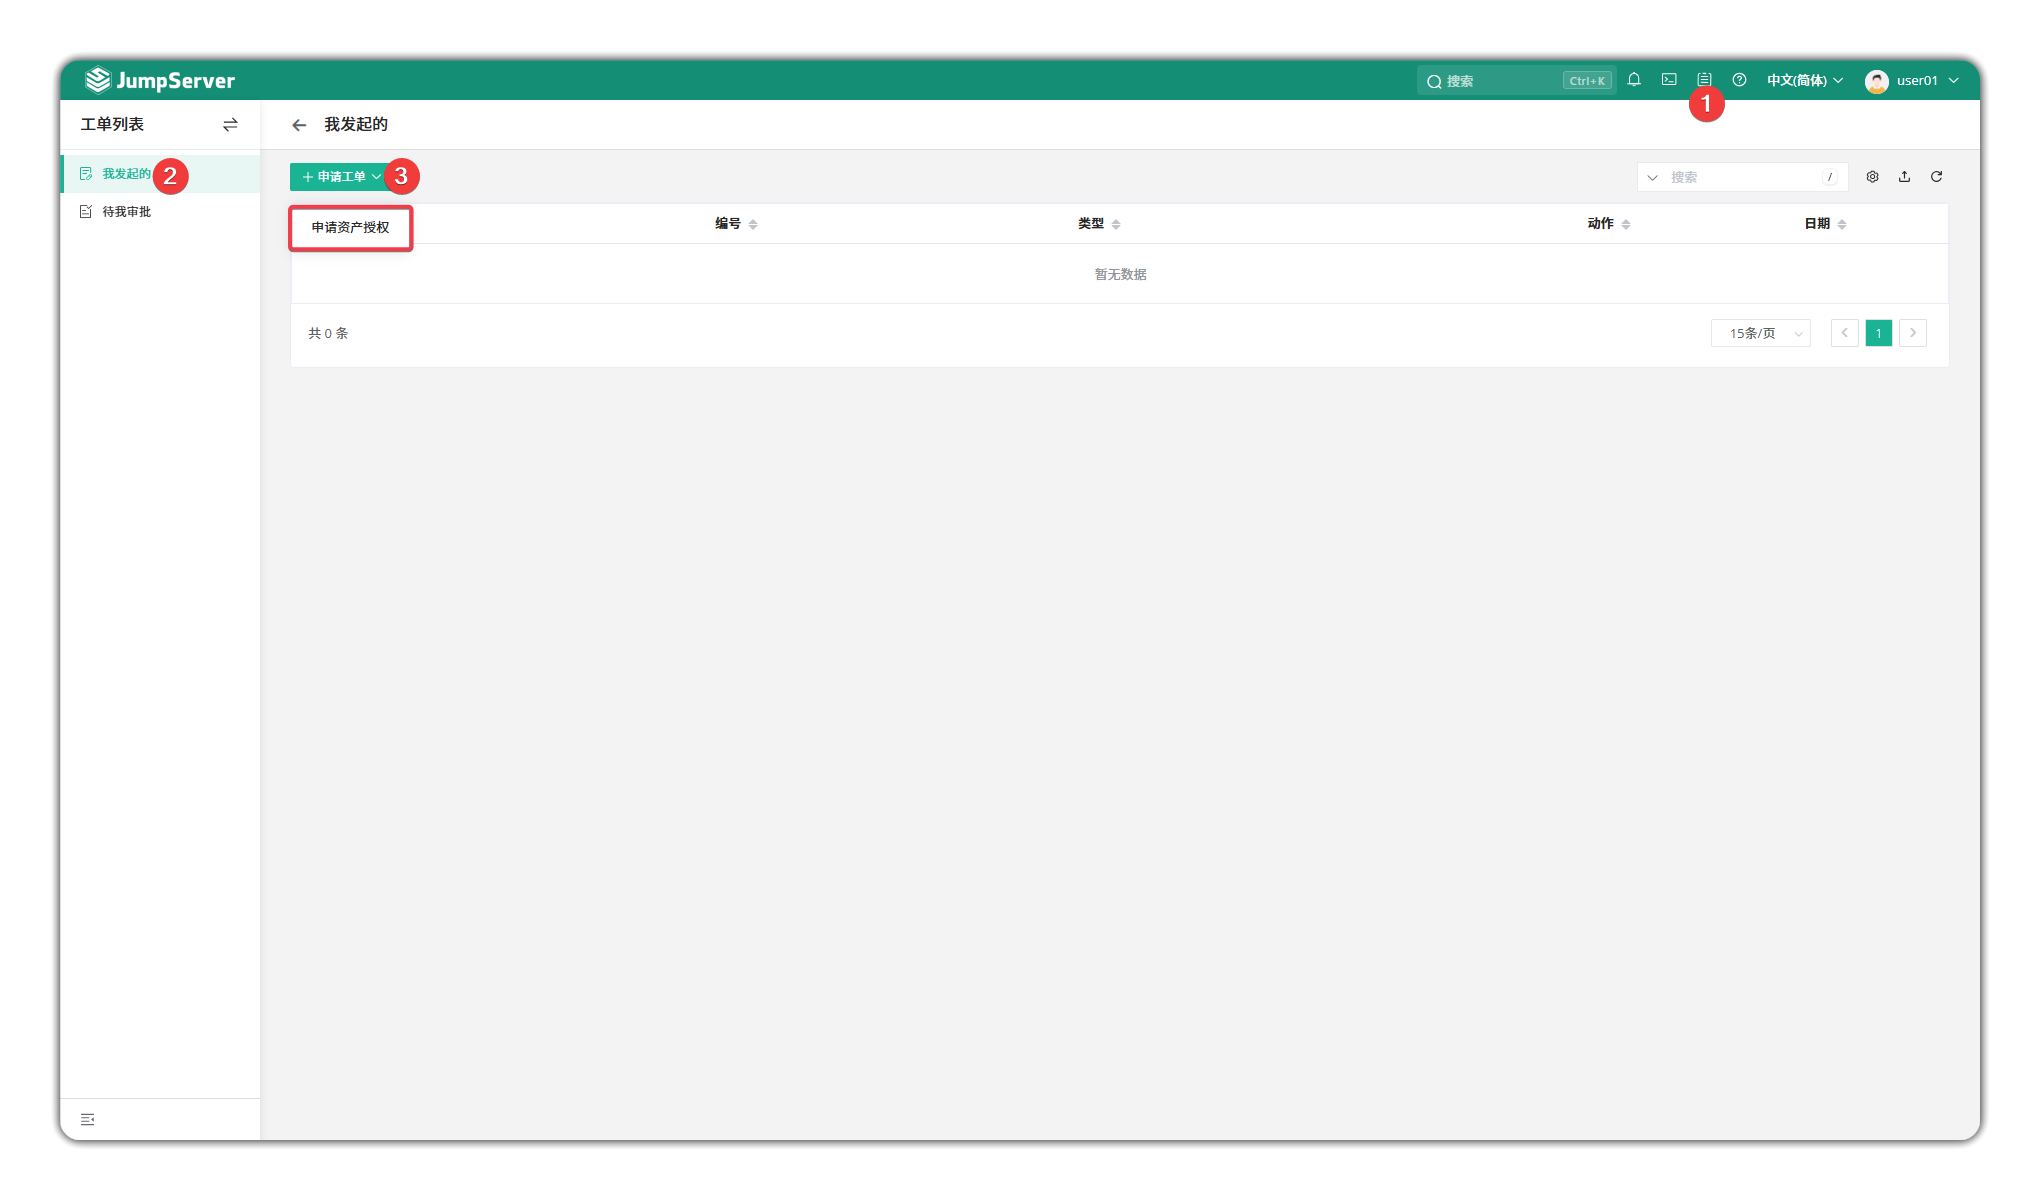 JumpServer
搜索 Ctrl+K 中文(简体) user01
1
工单列表
我发起的
我发起的 2
待我审批
申请工单 3
搜索 /
申请资产授权 编号 类型 动作 日期
暂无数据
共 0 条
15条/页 1